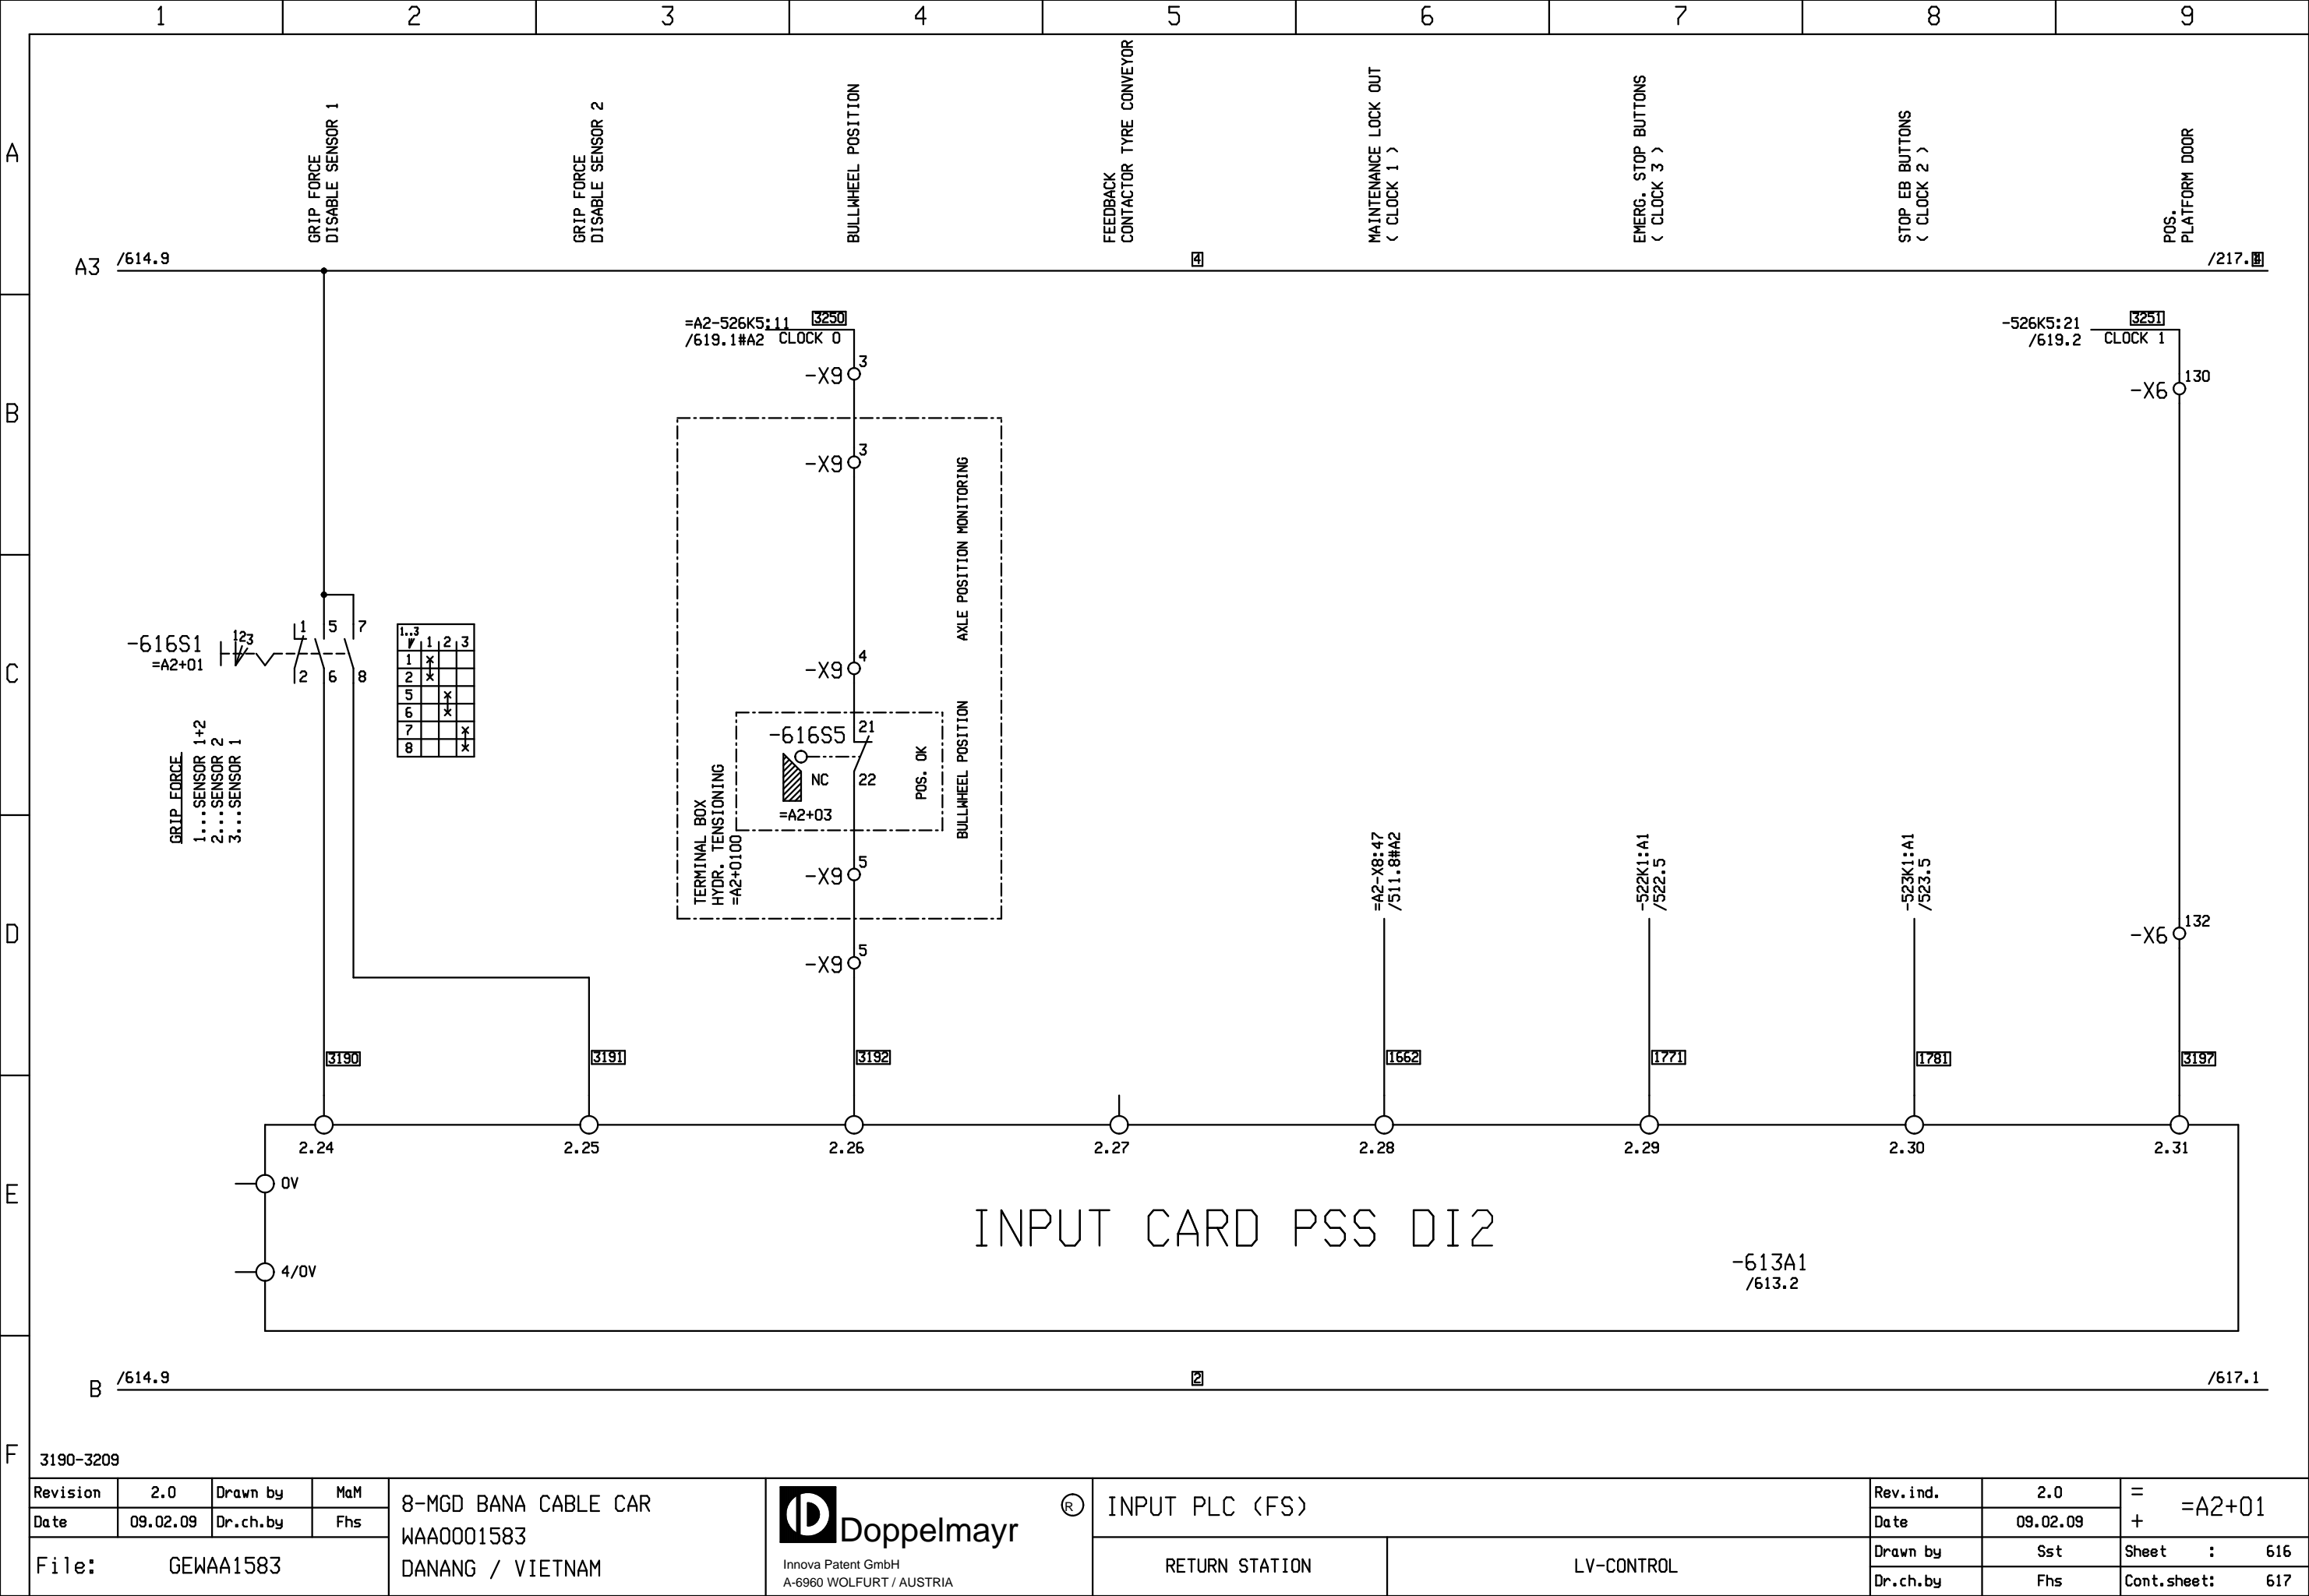 1 2 3 4 5 6 7 8 9
A
B
C
D
E
F
GRIP FORCE
DISABLE SENSOR 1
GRIP FORCE
DISABLE SENSOR 2
BULLWHEEL POSITION
FEEDBACK
CONTACTOR TYRE CONVEYOR
MAINTENANCE LOCK OUT
( CLOCK 1 )
EMERG. STOP BUTTONS
( CLOCK 3 )
STOP EB BUTTONS
( CLOCK 2 )
POS.
PLATFORM DOOR
A3 /614.9
4
/217.
=A2-526K5:11 3250
/619.1#A2 CLOCK 0
-X9 3
-X9 3
AXLE POSITION MONITORING
-X9 4
-616S5 21
NC 22
=A2+03
POS. OK
BULLWHEEL POSITION
TERMINAL BOX
HYDR. TENSIONING
=A2+0100
-X9 5
-X9 5
-526K5:21 3251
/619.2 CLOCK 1
-X6 130
-X6 132
-616S1
=A2+01
123
1 5 7
2 6 8
1..3
1 2 3
1
2
5
6
7
8
GRIP FORCE
1...SENSOR 1+2
2...SENSOR 2
3...SENSOR 1
=A2-X8:47
/511.8#A2
-522K1:A1
/522.5
-523K1:A1
/523.5
3190 3191 3192 1662 1771 1781 3197
2.24 2.25 2.26 2.27 2.28 2.29 2.30 2.31
0V
4/0V
INPUT CARD PSS DI2
-613A1
/613.2
B /614.9
2
/617.1
3190-3209
Revision 2.0 Drawn by MaM
Date 09.02.09 Dr.ch.by Fhs
File: GEWAA1583
8-MGD BANA CABLE CAR
WAA0001583
DANANG / VIETNAM
Doppelmayr
R
Innova Patent GmbH
A-6960 WOLFURT / AUSTRIA
INPUT PLC (FS)
RETURN STATION
LV-CONTROL
Rev.ind. 2.0
Date 09.02.09
Drawn by Sst
Dr.ch.by Fhs
= =A2+01
+
Sheet : 616
Cont.sheet: 617